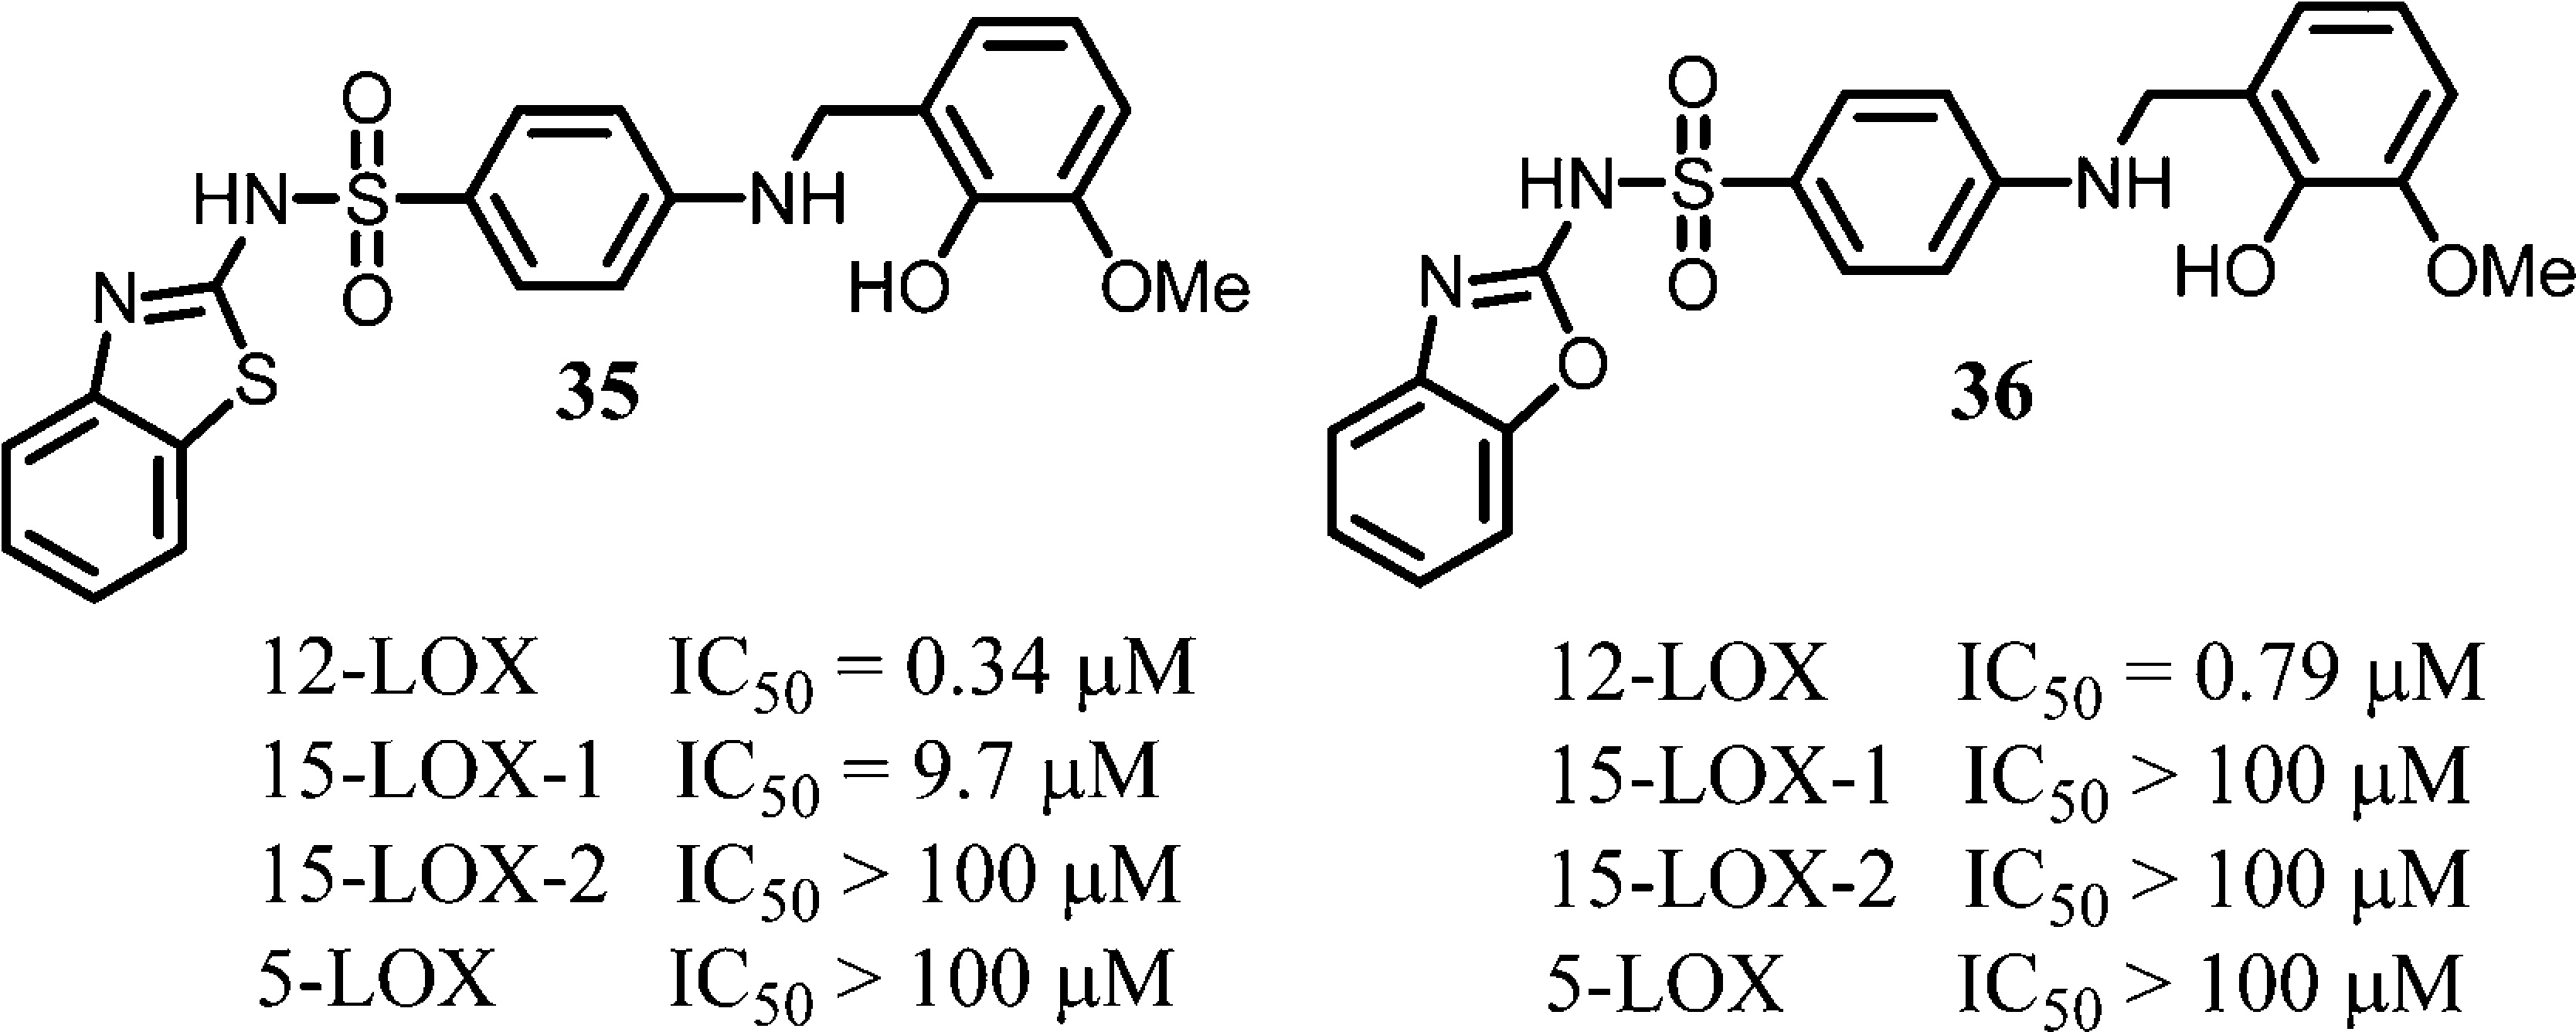 O
HN
S
NH
O
N
S
HO
OMe
35
12-LOX IC50 = 0.34 μM
15-LOX-1 IC50 = 9.7 μM
15-LOX-2 IC50 > 100 μM
5-LOX IC50 > 100 μM
O
HN
S
NH
O
N
O
HO
OMe
36
12-LOX IC50 = 0.79 μM
15-LOX-1 IC50 > 100 μM
15-LOX-2 IC50 > 100 μM
5-LOX IC50 > 100 μM